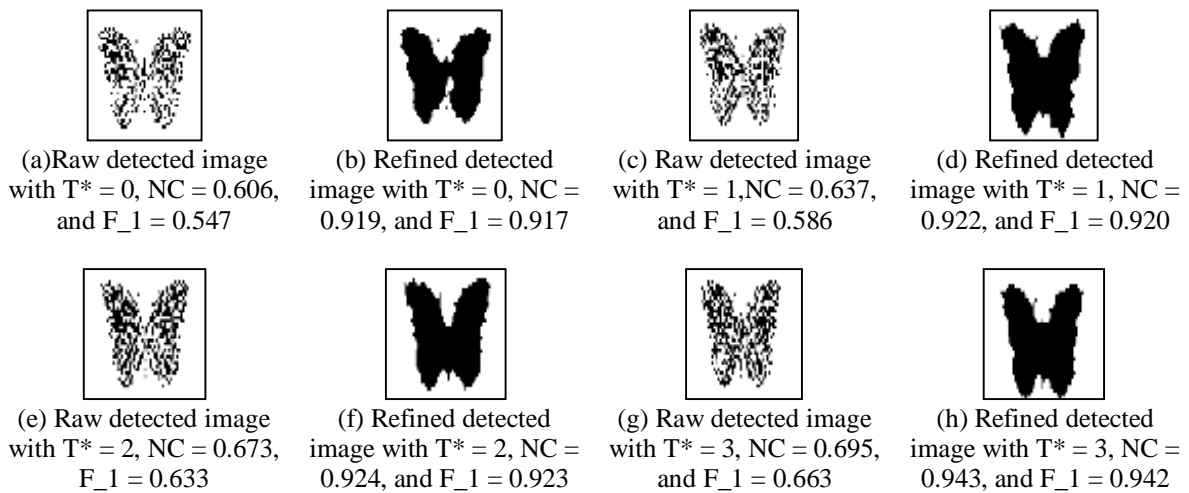 (a)Raw detected image
with T* = 0, NC = 0.606,
and F_1 = 0.547
(b) Refined detected
image with T* = 0, NC =
0.919, and F_1 = 0.917
(c) Raw detected image
with T* = 1,NC = 0.637,
and F_1 = 0.586
(d) Refined detected
image with T* = 1, NC =
0.922, and F_1 = 0.920
(e) Raw detected image
with T* = 2, NC = 0.673,
F_1 = 0.633
(f) Refined detected
image with T* = 2, NC =
0.924, and F_1 = 0.923
(g) Raw detected image
with T* = 3, NC = 0.695,
and F_1 = 0.663
(h) Refined detected
image with T* = 3, NC =
0.943, and F_1 = 0.942